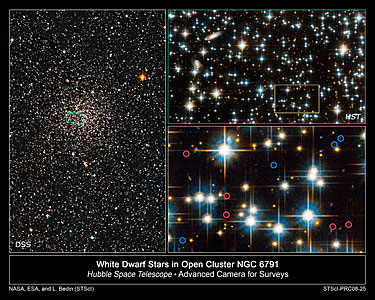 DSS
HST
White Dwarf Stars in Open Cluster NGC 6791
Hubble Space Telescope • Advanced Camera for Surveys
NASA, ESA, and L. Bedin (STScI)
STScI-PRC08-25